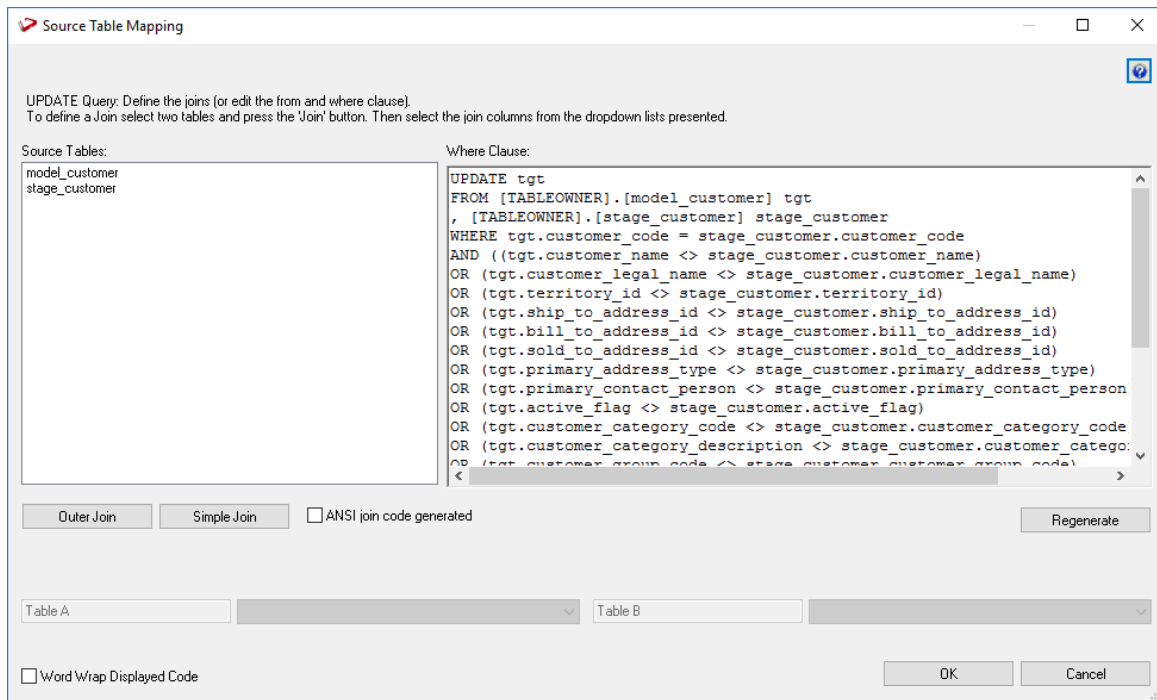 Source Table Mapping
UPDATE Query: Define the joins (or edit the from and where clause).
To define a Join select two tables and press the 'Join' button. Then select the join columns from the dropdown lists presented.
Source Tables:
model_customer
stage_customer
Where Clause:
UPDATE tgt
FROM [TABLEOWNER].[model_customer] tgt
, [TABLEOWNER].[stage_customer] stage_customer
WHERE tgt.customer_code = stage_customer.customer_code
AND ((tgt.customer_name <> stage_customer.customer_name)
OR (tgt.customer_legal_name <> stage_customer.customer_legal_name)
OR (tgt.territory_id <> stage_customer.territory_id)
OR (tgt.ship_to_address_id <> stage_customer.ship_to_address_id)
OR (tgt.bill_to_address_id <> stage_customer.bill_to_address_id)
OR (tgt.sold_to_address_id <> stage_customer.sold_to_address_id)
OR (tgt.primary_address_type <> stage_customer.primary_address_type)
OR (tgt.primary_contact_person <> stage_customer.primary_contact_person
OR (tgt.active_flag <> stage_customer.active_flag)
OR (tgt.customer_category_code <> stage_customer.customer_category_code
OR (tgt.customer_category_description <> stage_customer.customer_catego
OR (tgt.customer_group_code <> stage_customer.customer_group_code)
Outer Join
Simple Join
ANSI join code generated
Regenerate
Table A
Table B
Word Wrap Displayed Code
OK
Cancel